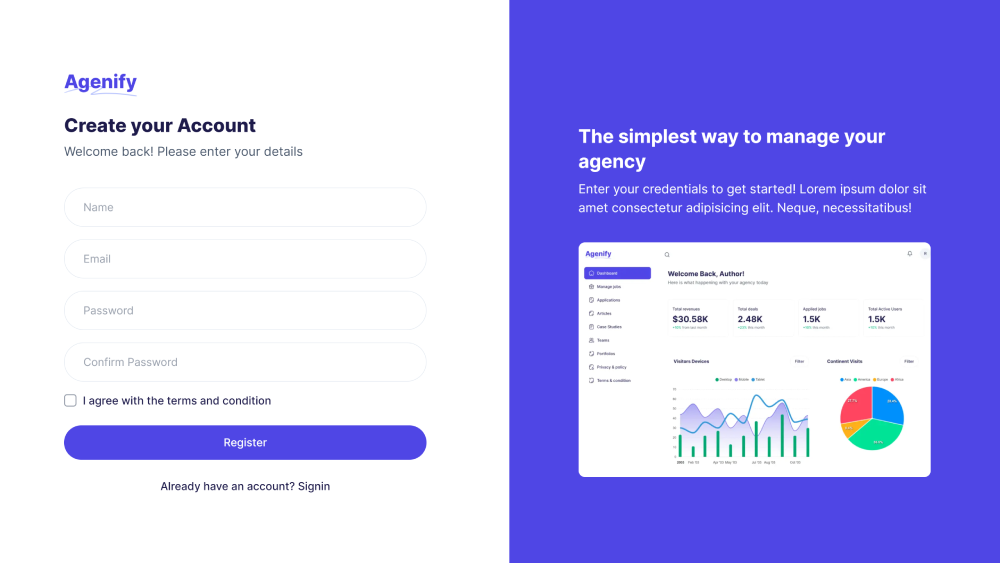 Agenify
Create your Account
Welcome back! Please enter your details
Name
Email
Password
Confirm Password
I agree with the terms and condition
Register
Already have an account? Signin
The simplest way to manage your
agency
Enter your credentials to get started! Lorem ipsum dolor sit
amet consectetur adipisicing elit. Neque, necessitatibus!
Agenify
Dashboard
Manage jobs
Applications
Articles
Case Studies
Teams
Portfolios
Privacy & policy
Terms & condition
Welcome Back, Author!
Here is what happening with your agency today
Total revenues
$30.58K
Total deals
2.48K
Applied jobs
1.5K
Total Active Users
1.5K
Visitors Devices
Filter
Desktop Mobile Tablet
Continent Visits
Filter
Asia America Europe Africa